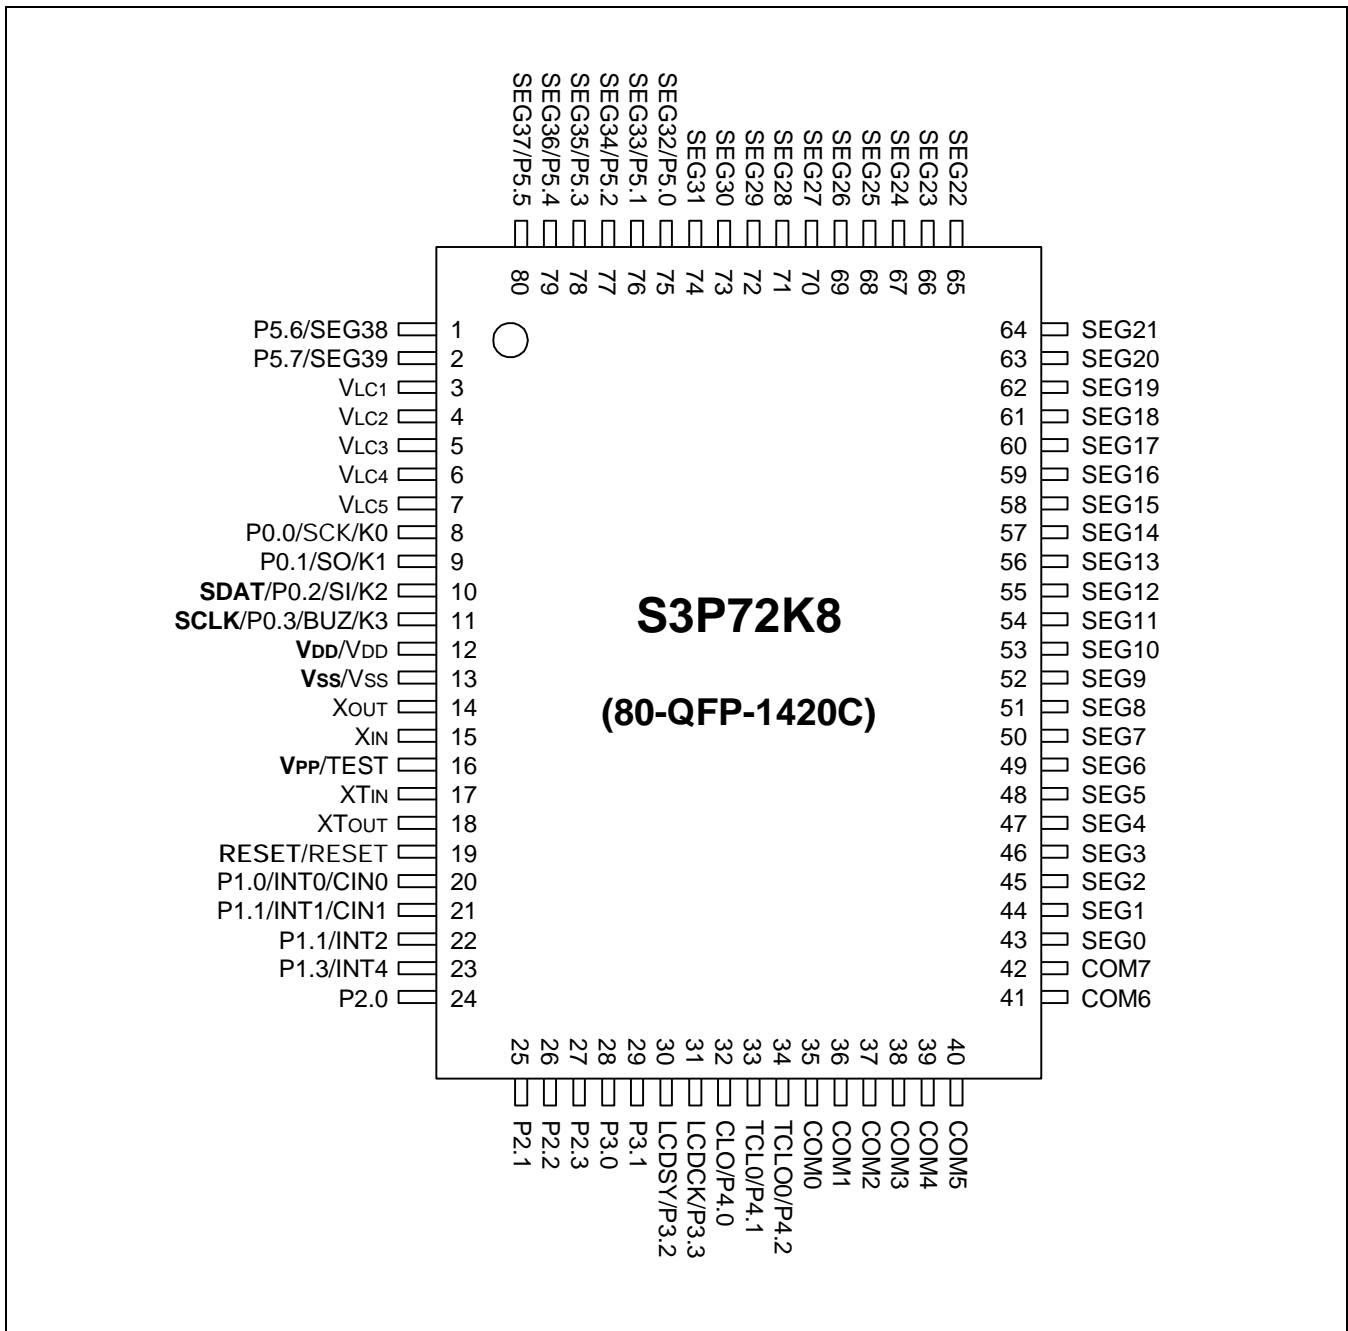 SEG37/P5.5
SEG36/P5.4
SEG35/P5.3
SEG34/P5.2
SEG33/P5.1
SEG32/P5.0
SEG31
SEG30
SEG29
SEG28
SEG27
SEG26
SEG25
SEG24
SEG23
SEG22
80
79
78
77
76
75
74
73
72
71
70
69
68
67
66
65
P5.6/SEG38 1
P5.7/SEG39 2
VLC1 3
VLC2 4
VLC3 5
VLC4 6
VLC5 7
P0.0/SCK/K0 8
P0.1/SO/K1 9
SDAT/P0.2/SI/K2 10
SCLK/P0.3/BUZ/K3 11
VDD/VDD 12
VSS/VSS 13
XOUT 14
XIN 15
VPP/TEST 16
XTIN 17
XTOUT 18
RESET/RESET 19
P1.0/INT0/CIN0 20
P1.1/INT1/CIN1 21
P1.1/INT2 22
P1.3/INT4 23
P2.0 24
S3P72K8
(80-QFP-1420C)
64 SEG21
63 SEG20
62 SEG19
61 SEG18
60 SEG17
59 SEG16
58 SEG15
57 SEG14
56 SEG13
55 SEG12
54 SEG11
53 SEG10
52 SEG9
51 SEG8
50 SEG7
49 SEG6
48 SEG5
47 SEG4
46 SEG3
45 SEG2
44 SEG1
43 SEG0
42 COM7
41 COM6
25
26
27
28
29
30
31
32
33
34
35
36
37
38
39
40
P2.1
P2.2
P2.3
P3.0
P3.1
LCDSY/P3.2
LCDCK/P3.3
CLO/P4.0
TCL0/P4.1
TCLO0/P4.2
COM0
COM1
COM2
COM3
COM4
COM5